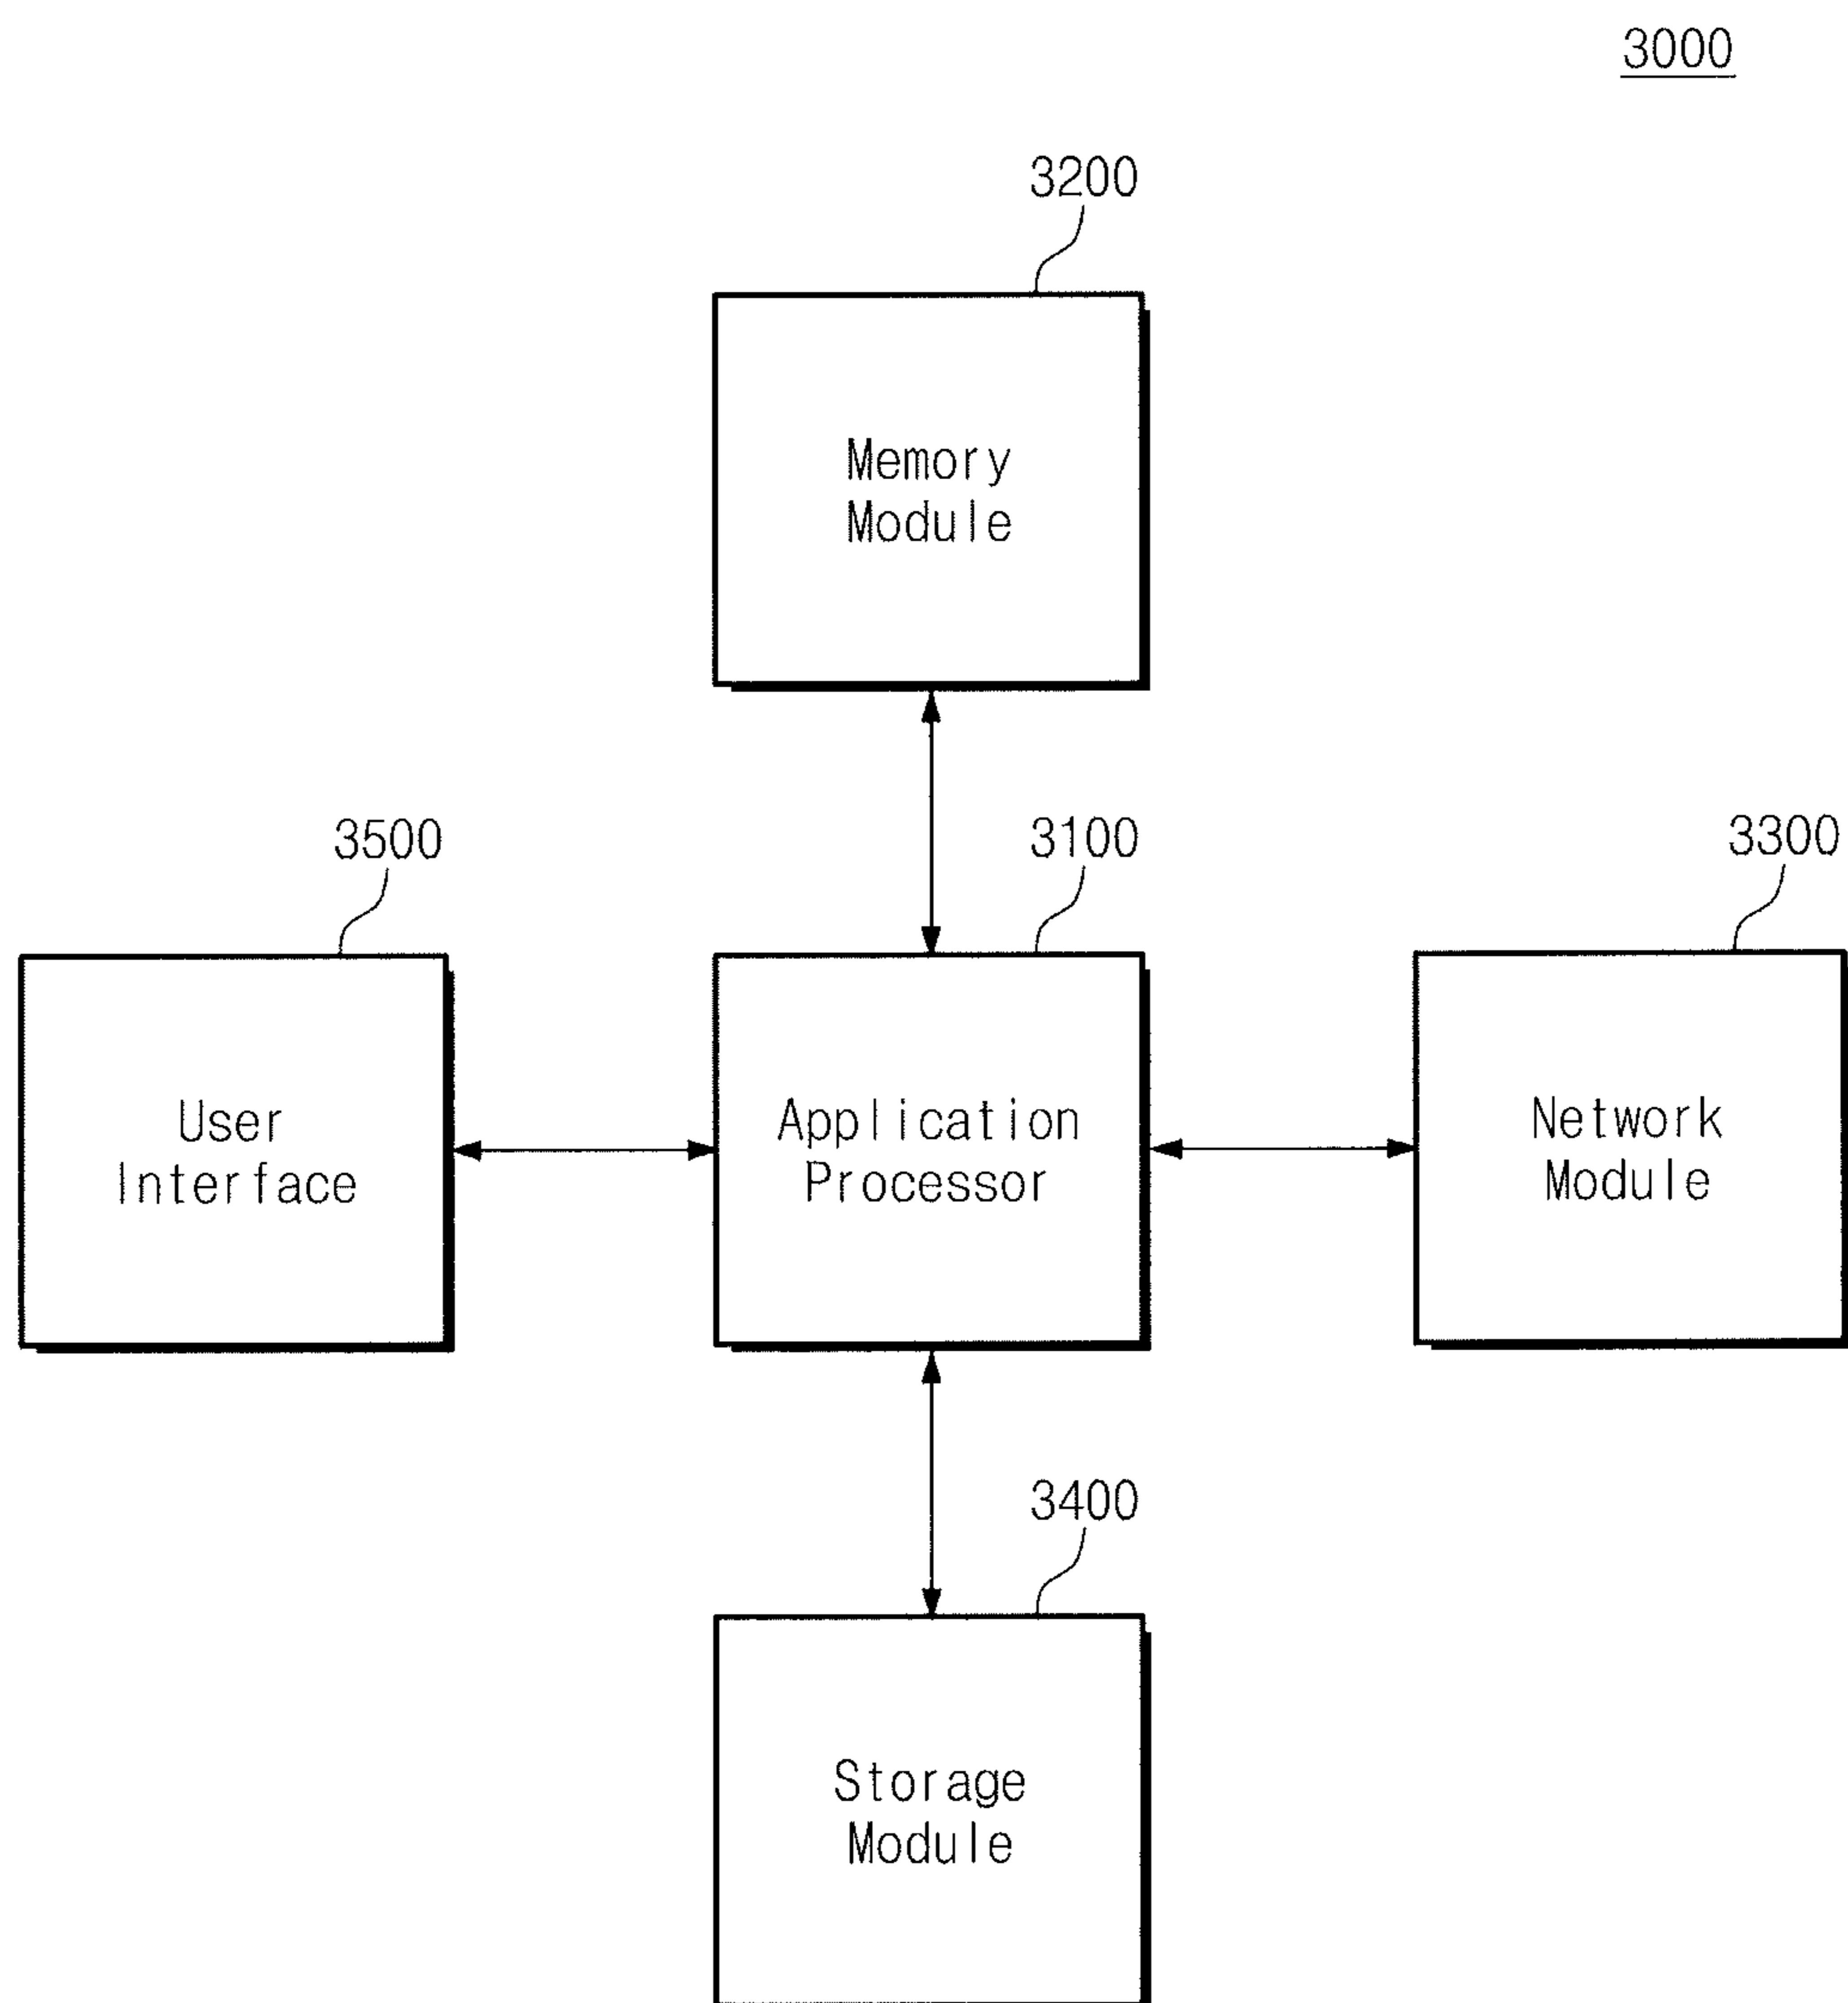 3000
3200
Memory
Module
3500
3100
3300
User
Interface
Application
Processor
Network
Module
3400
Storage
Module